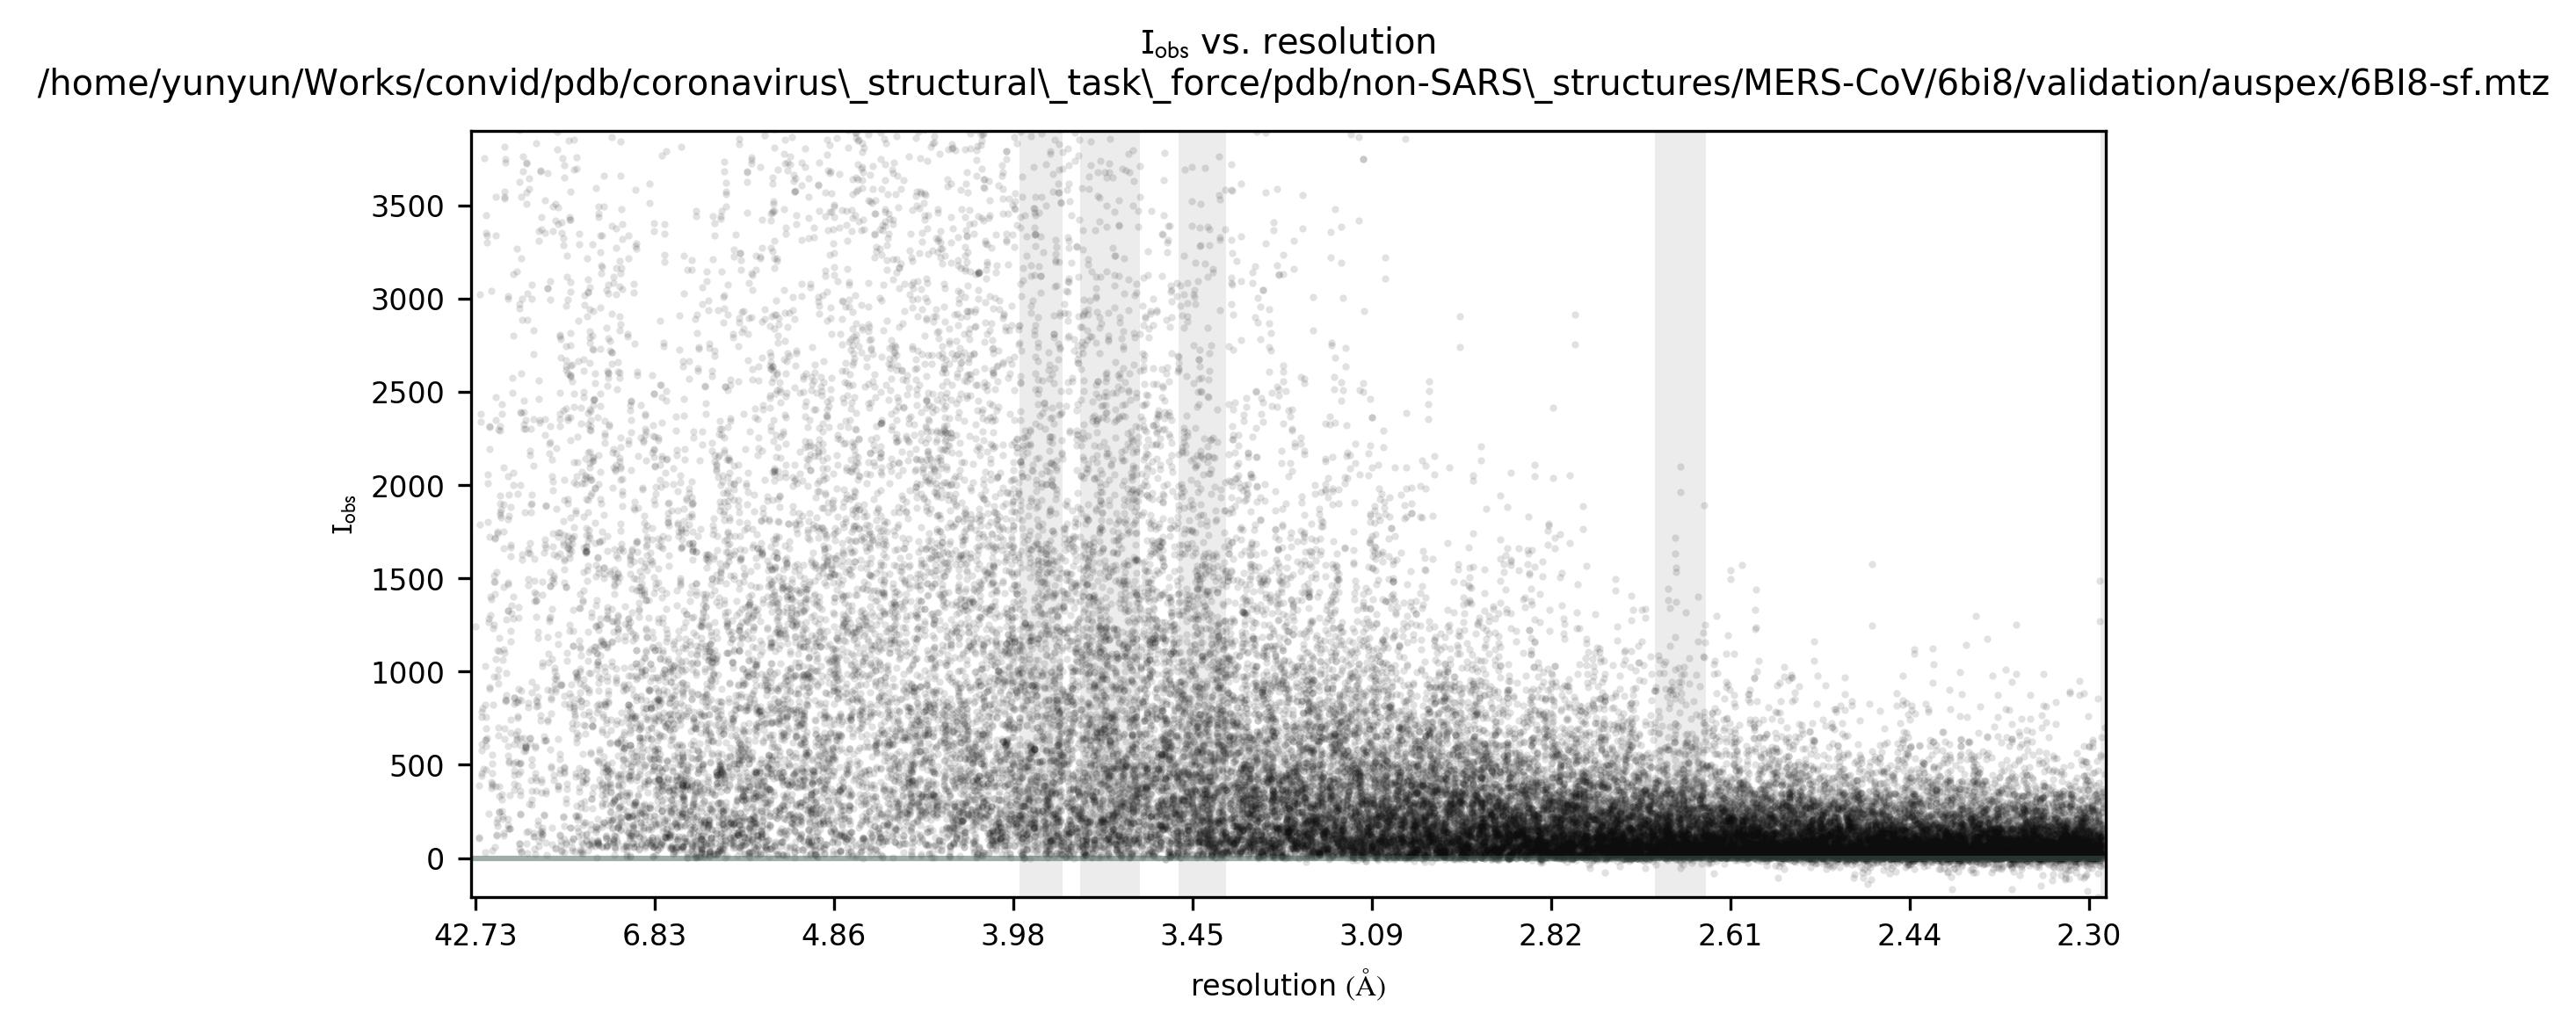 Iobs vs. resolution
/home/yunyun/Works/convid/pdb/coronavirus\_structural\_task\_force/pdb/non-SARS\_structures/MERS-CoV/6bi8/validation/auspex/6BI8-sf.mtz
Iobs
3500
3000
2500
2000
1500
1000
500
0
42.73 6.83 4.86 3.98 3.45 3.09 2.82 2.61 2.44 2.30
resolution (Å)